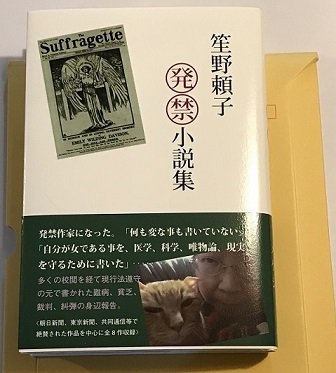 The
Suffragette
EMILY WILDING DAVISON.
笙野頼子
発禁小説集
発禁作家になった。「何も変な事も書いていない」
「自分が女である事を、医学、科学、唯物論、現実
を守るために書いた」‥
多くの校閲を経て現行法遵守
の元で書かれた難病、貧乏、
裁判、糾弾の身辺報告。
〈朝日新聞、東京新聞、共同通信等で
絶賛された作品を中心に全8作収録〉